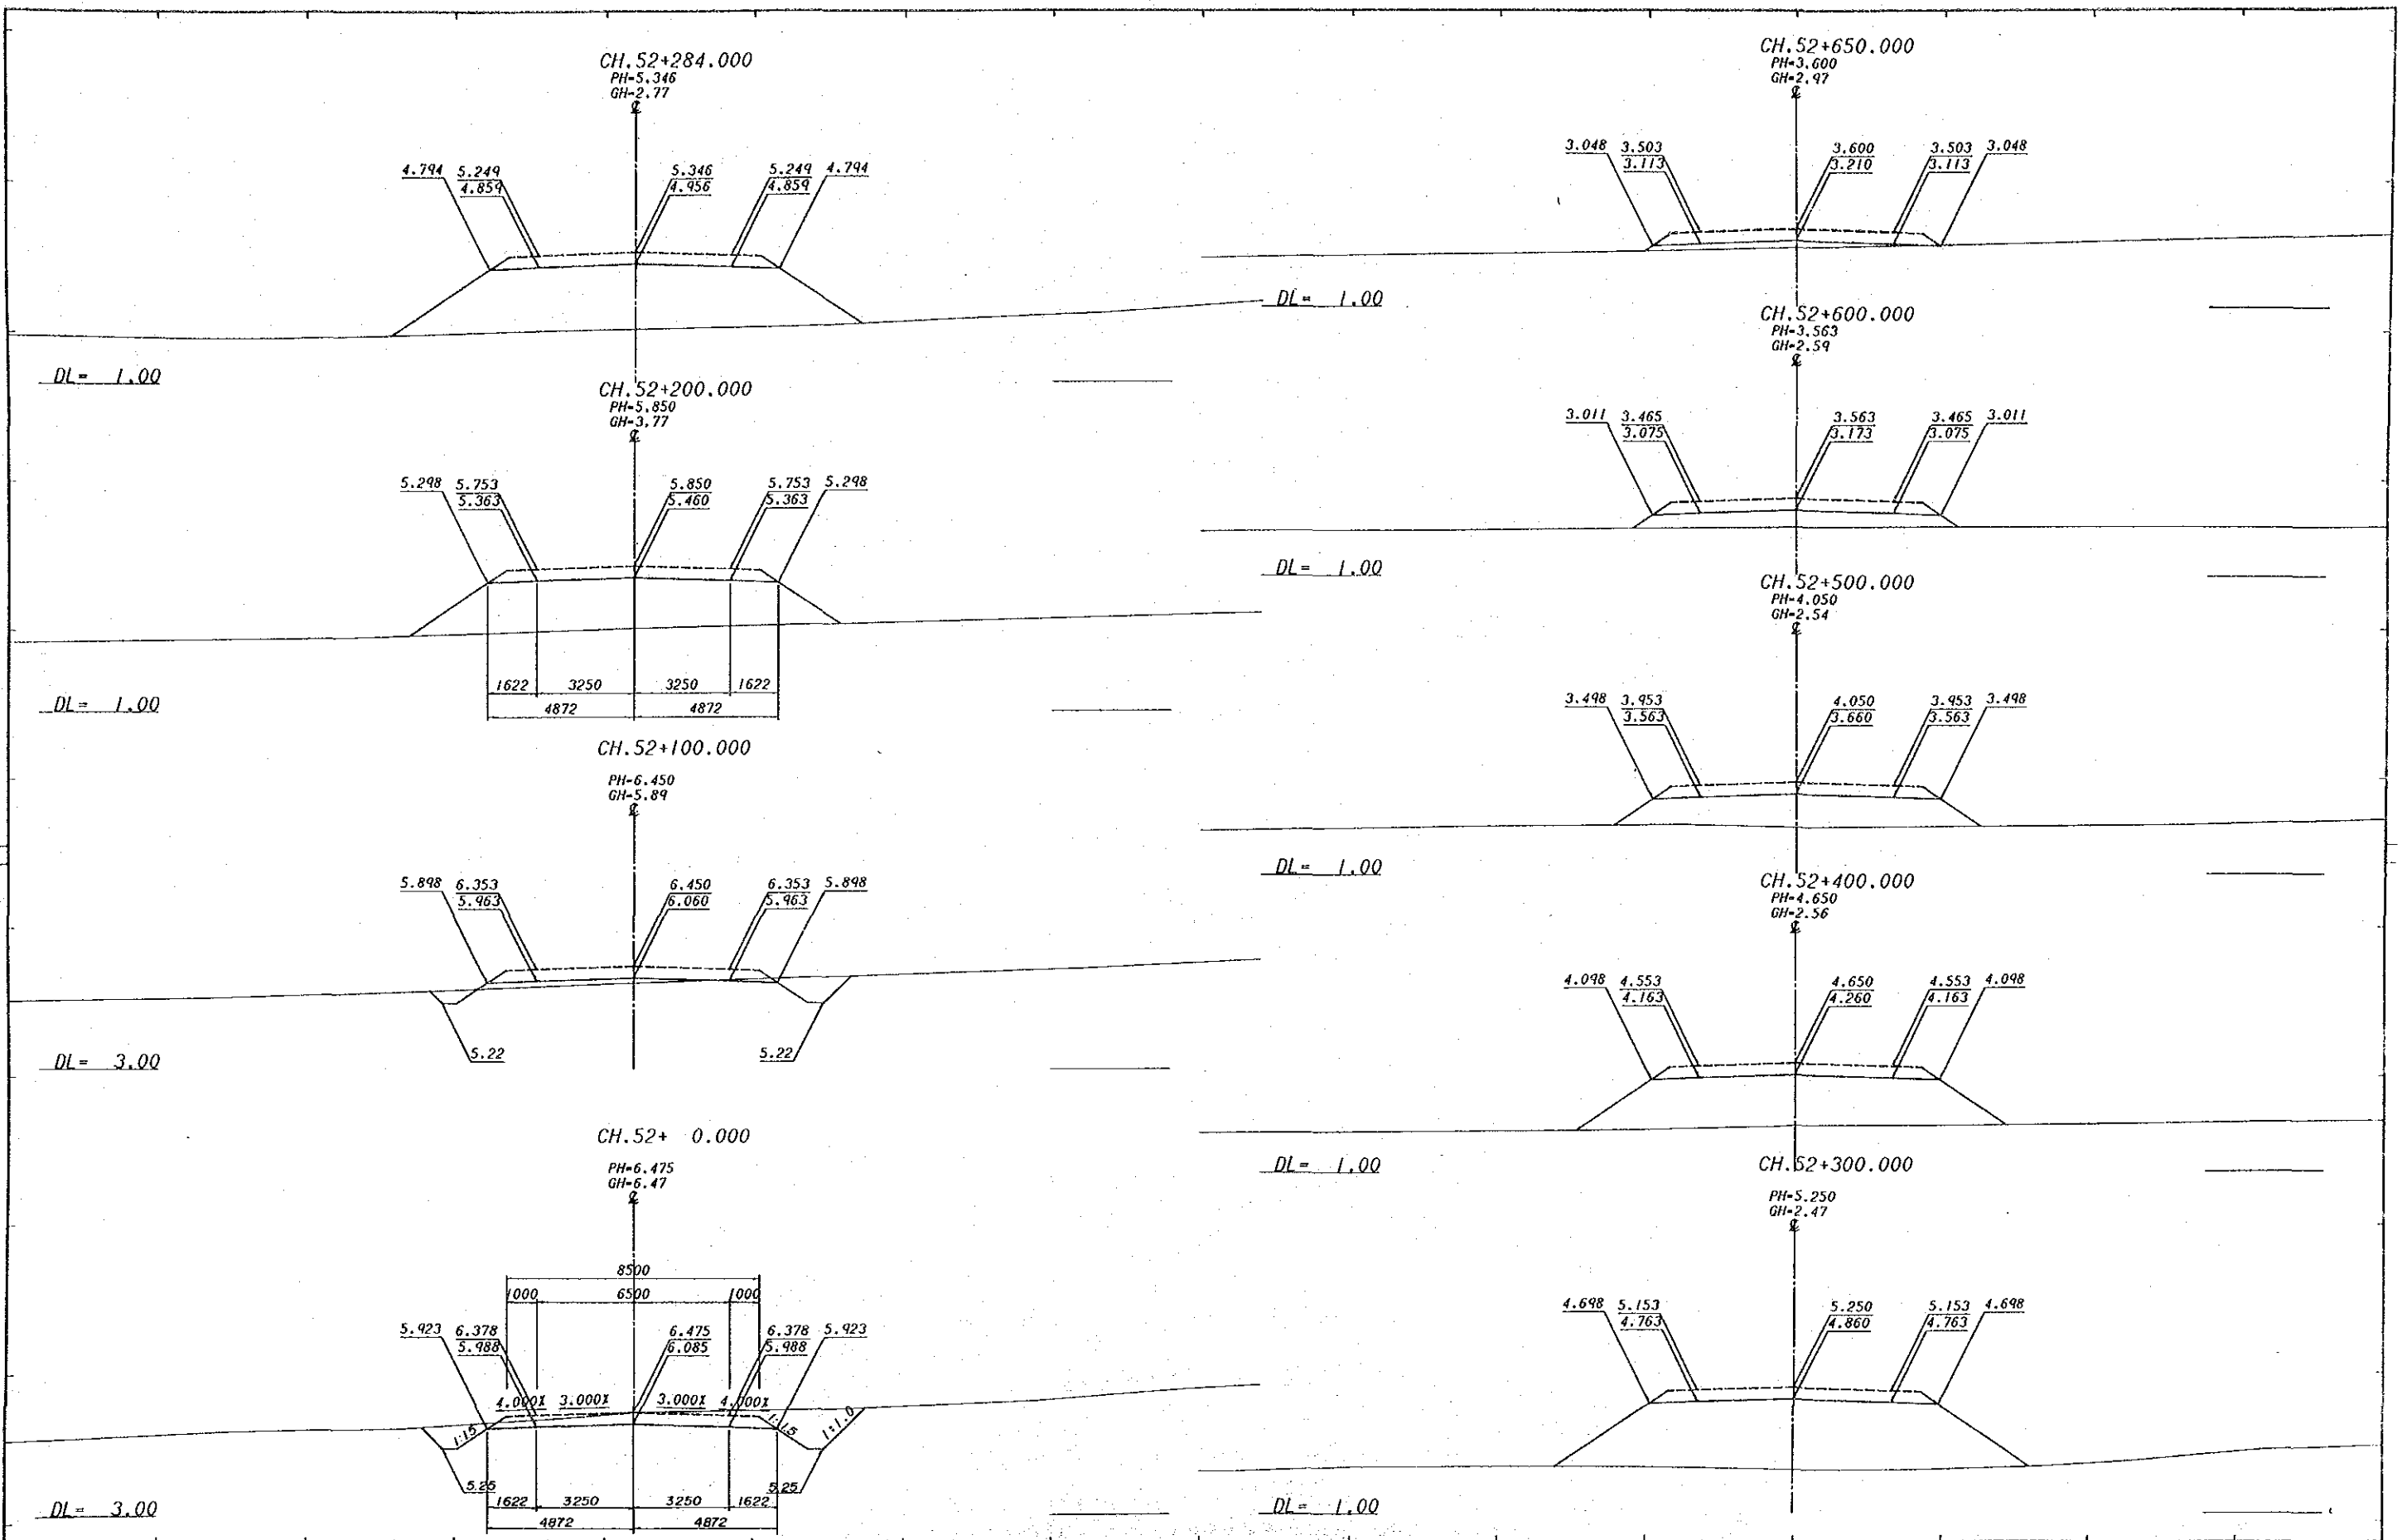 CH.52+284.000
PH=5.346
GH=2.77
℄
4.794 5.249 5.346 5.249 4.794
4.859 4.956 4.859
DL= 1.00
CH.52+200.000
PH=5.850
GH=3.77
℄
5.298 5.753 5.850 5.753 5.298
5.363 5.460 5.363
1622 3250 3250 1622
4872 4872
DL= 1.00
CH.52+100.000
PH=6.450
GH=5.89
℄
5.898 6.353 6.450 6.353 5.898
5.963 6.060 5.963
5.22 5.22
DL= 3.00
CH.52+ 0.000
PH=6.475
GH=6.47
℄
8500
1000 6500 1000
5.923 6.378 6.475 6.378 5.923
5.988 6.085 5.988
4.000% 3.000% 3.000% 4.000%
1:1.5 1:1.5 1:1.0
5.25 5.25
1622 3250 3250 1622
4872 4872
DL= 3.00
CH.52+650.000
PH=3.600
GH=2.97
℄
3.048 3.503 3.600 3.503 3.048
3.113 3.210 3.113
DL= 1.00
CH.52+600.000
PH=3.563
GH=2.59
℄
3.011 3.465 3.563 3.465 3.011
3.075 3.173 3.075
DL= 1.00
CH.52+500.000
PH=4.050
GH=2.54
℄
3.498 3.953 4.050 3.953 3.498
3.563 3.660 3.563
DL= 1.00
CH.52+400.000
PH=4.650
GH=2.56
℄
4.098 4.553 4.650 4.553 4.098
4.163 4.260 4.163
DL= 1.00
CH.52+300.000
PH=5.250
GH=2.47
℄
4.698 5.153 5.250 5.153 4.698
4.763 4.860 4.763
DL= 1.00